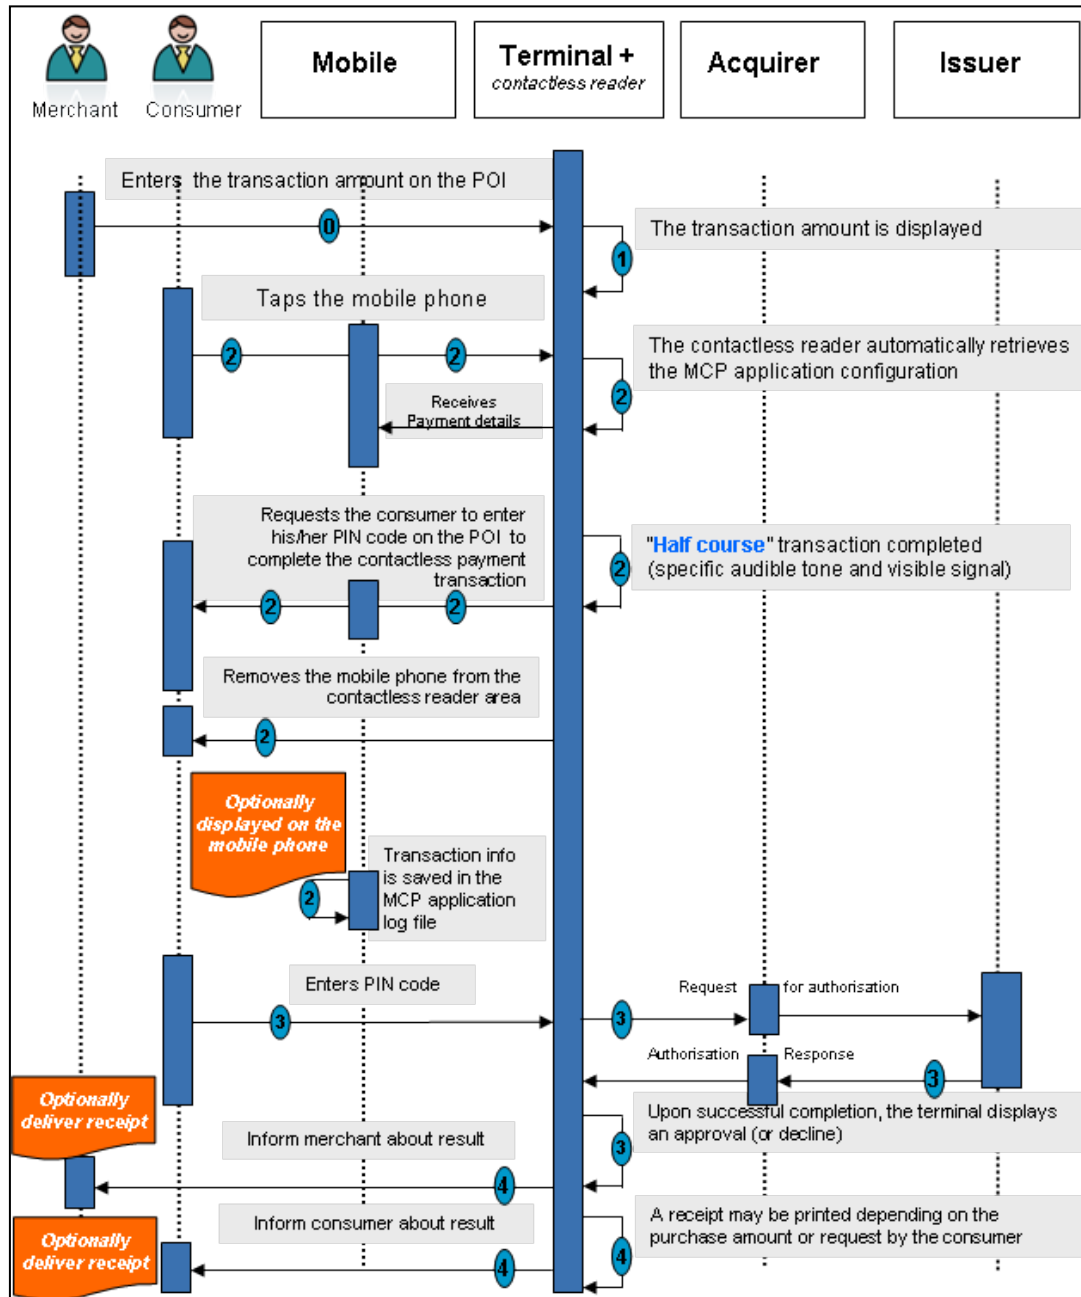 Merchant
Consumer
Mobile
Terminal +
contactless reader
Acquirer
Issuer
Enters the transaction amount on the POI
0
The transaction amount is displayed
1
Taps the mobile phone
2
2
The contactless reader automatically retrieves
the MCP application configuration
2
Receives
Payment details
Requests the consumer to enter
his/her PIN code on the POI to
complete the contactless payment
transaction
"Half course" transaction completed
(specific audible tone and visible signal)
2
2
2
Removes the mobile phone from the
contactless reader area
2
Optionally
displayed on the
mobile phone
Transaction info
is saved in the
MCP application
log file
2
Enters PIN code
3
Request
for authorisation
3
Authorisation
Response
3
Optionally
deliver receipt
Upon successful completion, the terminal displays
an approval (or decline)
3
Inform merchant about result
4
A receipt may be printed depending on the
purchase amount or request by the consumer
4
Inform consumer about result
4
Optionally
deliver receipt